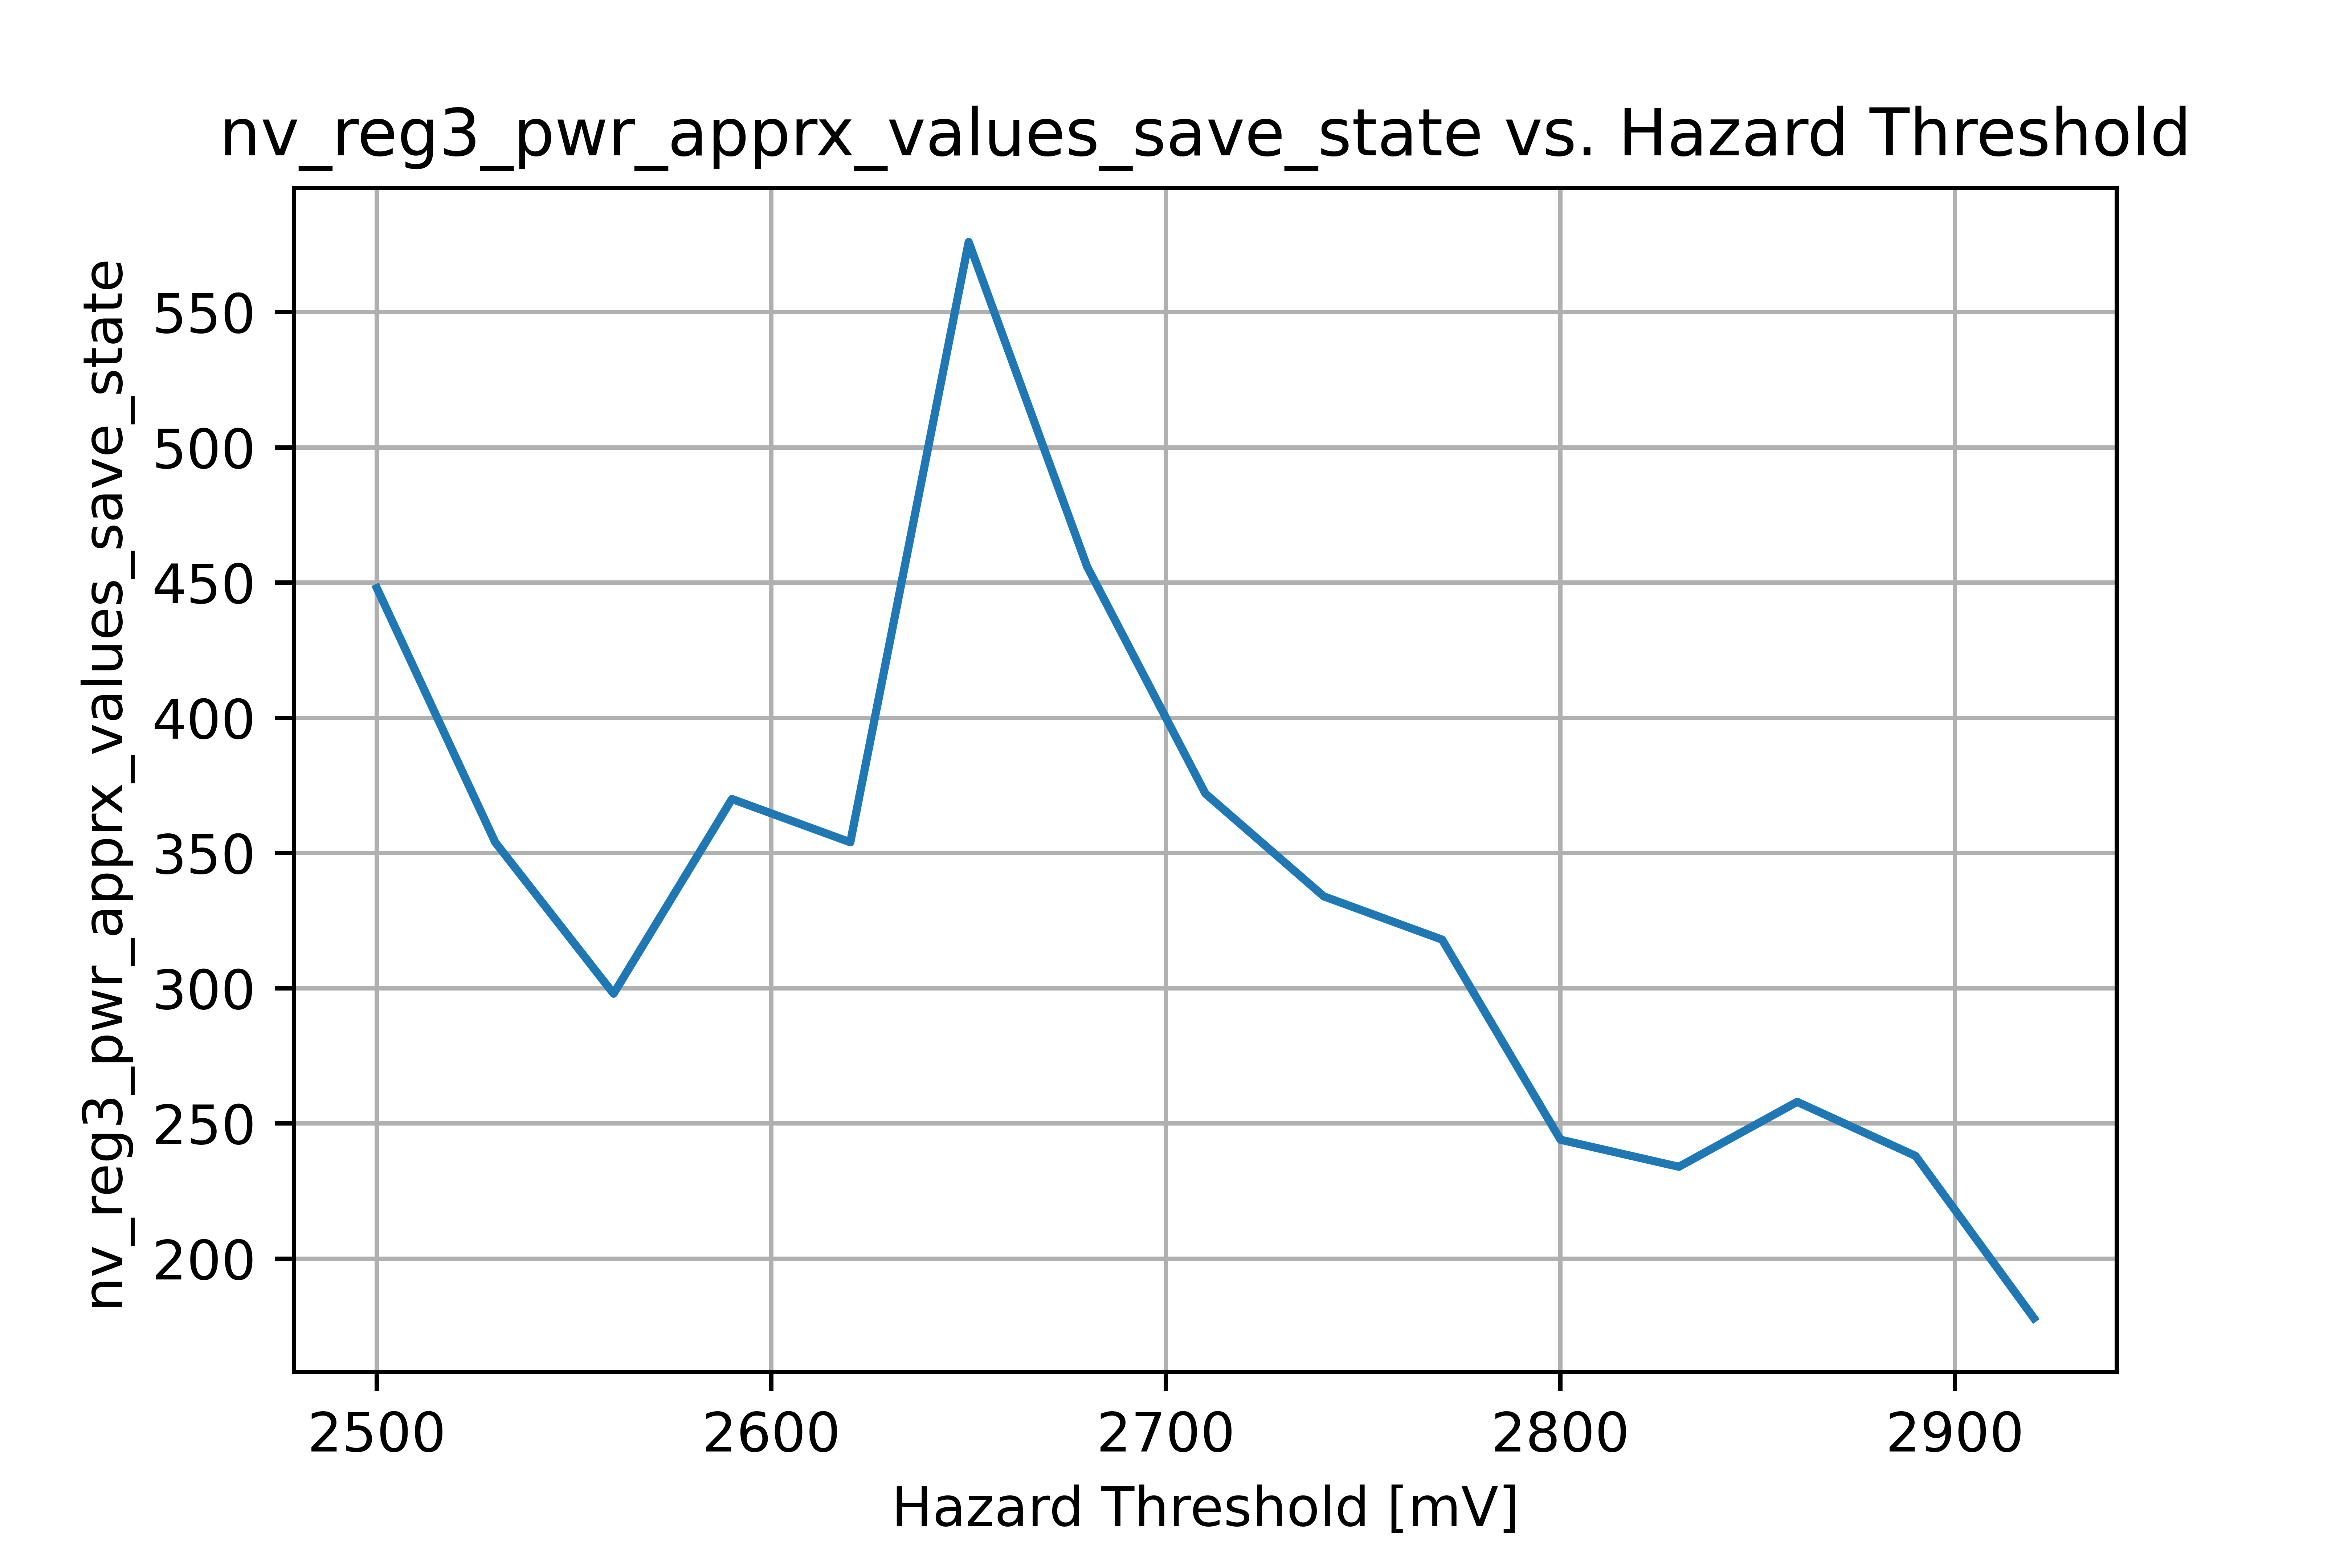 nv_reg3_pwr_apprx_values_save_state vs. Hazard Threshold
nv_reg3_pwr_apprx_values_save_state
550
500
450
400
350
300
250
200
2500 2600 2700 2800 2900
Hazard Threshold [mV]